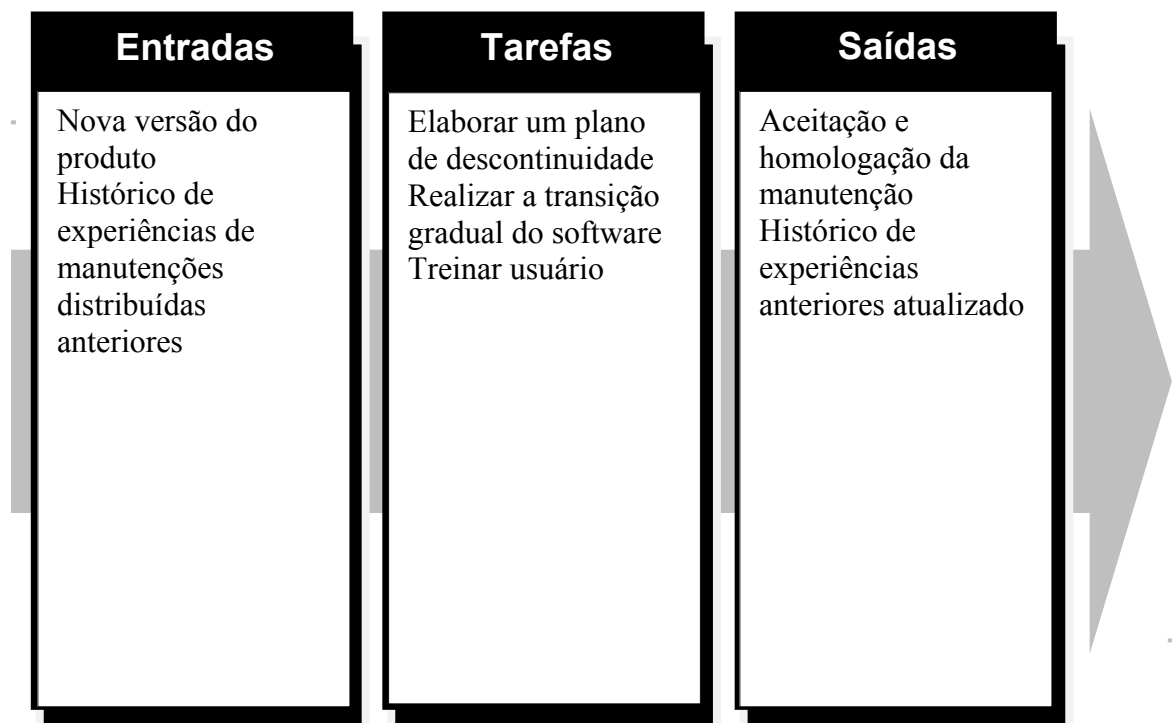 Entradas
Nova versão do
produto
Histórico de
experiências de
manutenções
distribuídas
anteriores
Tarefas
Elaborar um plano
de descontinuidade
Realizar a transição
gradual do software
Treinar usuário
Saídas
Aceitação e
homologação da
manutenção
Histórico de
experiências
anteriores atualizado